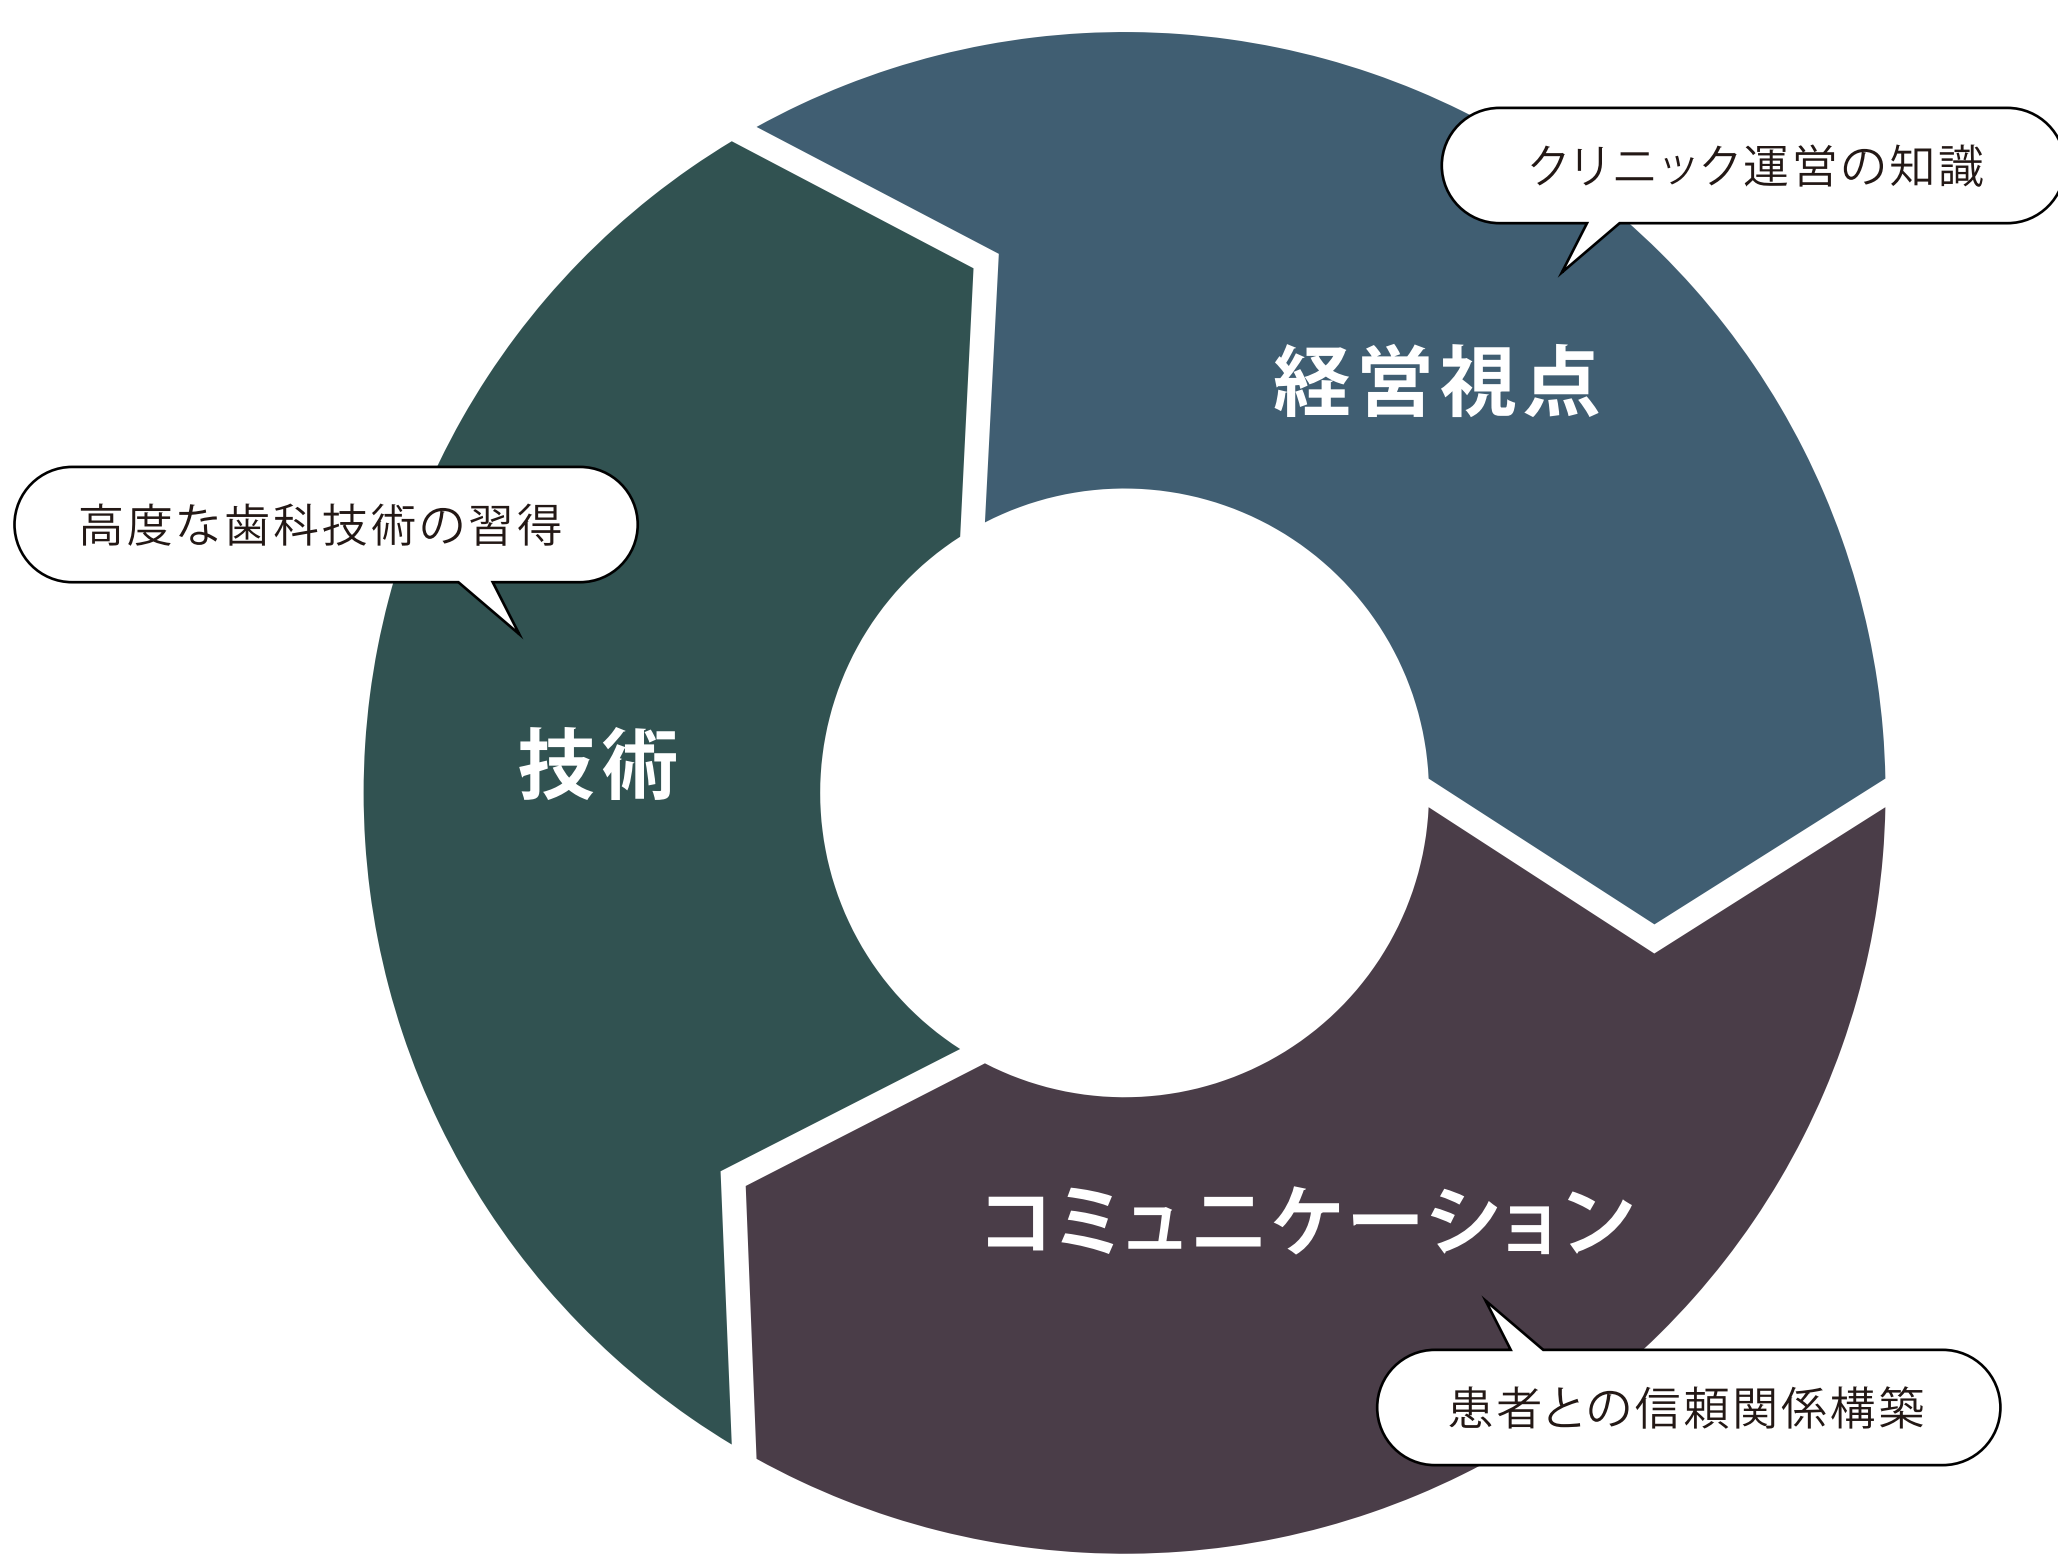 クリニック運営の知識
経営視点
高度な歯科技術の習得
技術
コミュニケーション
患者との信頼関係構築